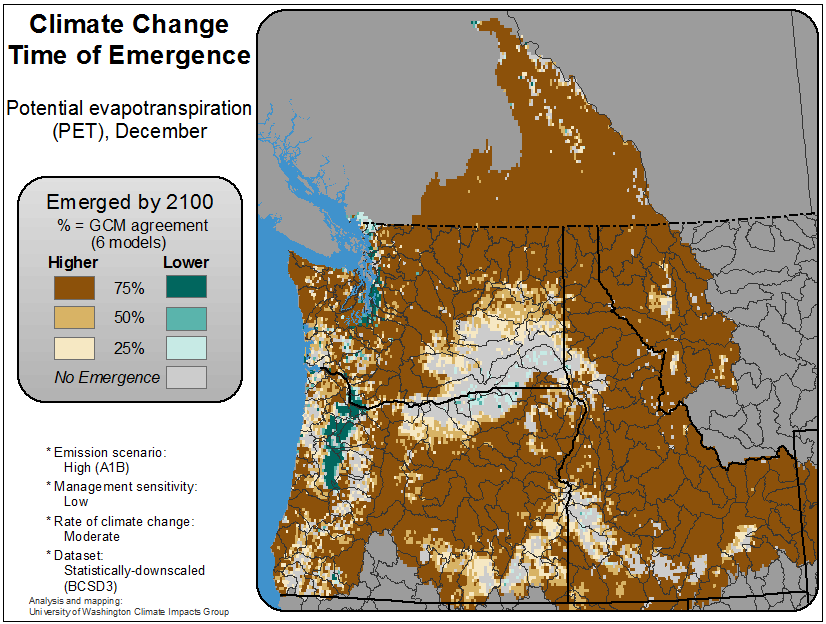 Climate Change
Time of Emergence
Potential evapotranspiration
(PET), December
Emerged by 2100
% = GCM agreement
(6 models)
Higher Lower
75%
50%
25%
No Emergence
* Emission scenario:
High (A1B)
* Management sensitivity:
Low
* Rate of climate change:
Moderate
* Dataset:
Statistically-downscaled
(BCSD3)
Analysis and mapping:
University of Washington Climate Impacts Group